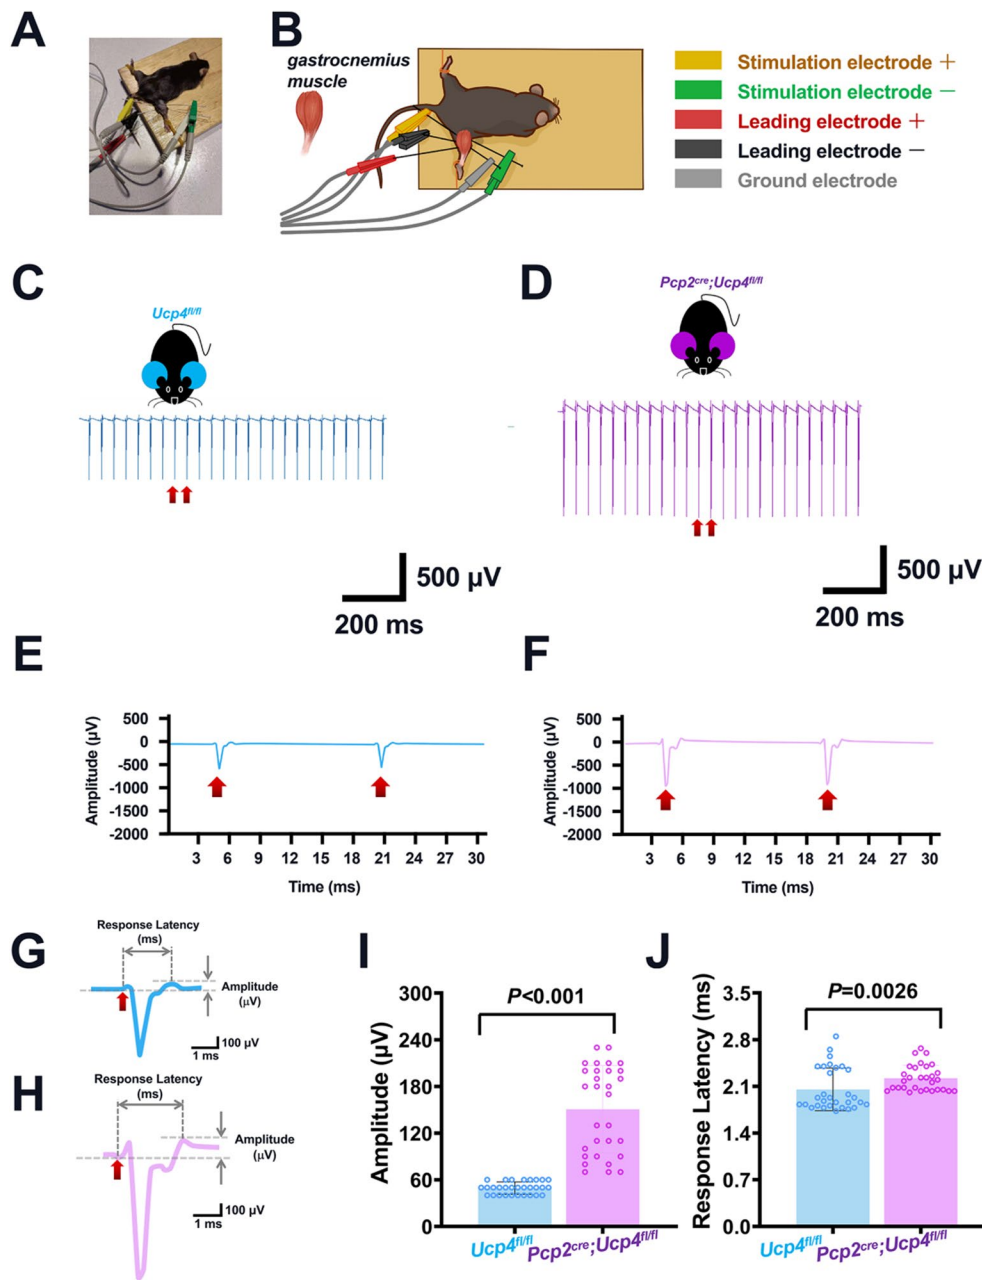 A
B
gastrocnemius
muscle
Stimulation electrode +
Stimulation electrode −
Leading electrode +
Leading electrode −
Ground electrode
C
Ucp4fl/fl
500 µV
200 ms
D
Pcp2cre;Ucp4fl/fl
500 µV
200 ms
E
Amplitude (µV)
500
0
-500
-1000
-1500
-2000
3 6 9 12 15 18 21 24 27 30
Time (ms)
F
Amplitude (µV)
500
0
-500
-1000
-1500
-2000
3 6 9 12 15 18 21 24 27 30
Time (ms)
G
Response Latency
(ms)
Amplitude
(µV)
100 µV
1 ms
H
Response Latency
(ms)
Amplitude
(µV)
100 µV
1 ms
I
P<0.001
Amplitude (µV)
300
240
180
120
60
0
Ucp4fl/fl
Pcp2cre;Ucp4fl/fl
J
P=0.0026
Response Latency (ms)
3.5
2.8
2.1
1.4
0.7
0.0
Ucp4fl/fl
Pcp2cre;Ucp4fl/fl